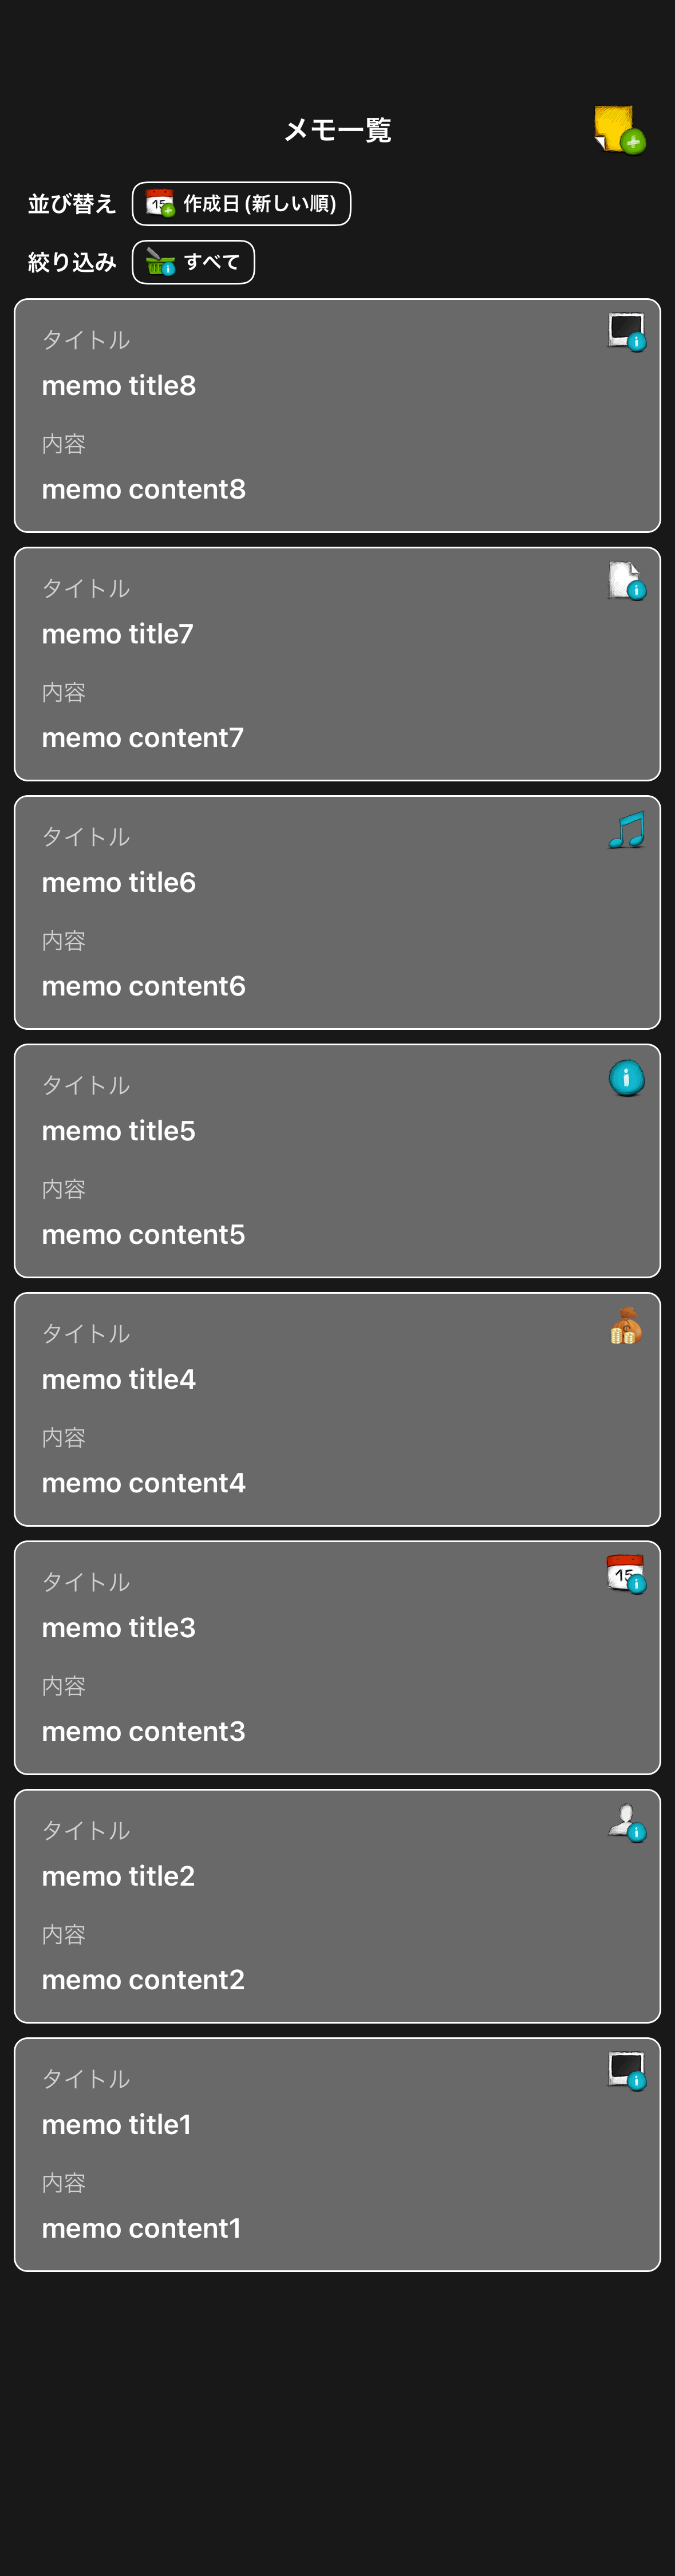 メモ一覧
並び替え 15 作成日(新しい順)
絞り込み すべて
タイトル
memo title8
内容
memo content8
タイトル
memo title7
内容
memo content7
タイトル
memo title6
内容
memo content6
タイトル
memo title5
内容
memo content5
タイトル
memo title4
内容
memo content4
タイトル
15
memo title3
内容
memo content3
タイトル
memo title2
内容
memo content2
タイトル
memo title1
内容
memo content1